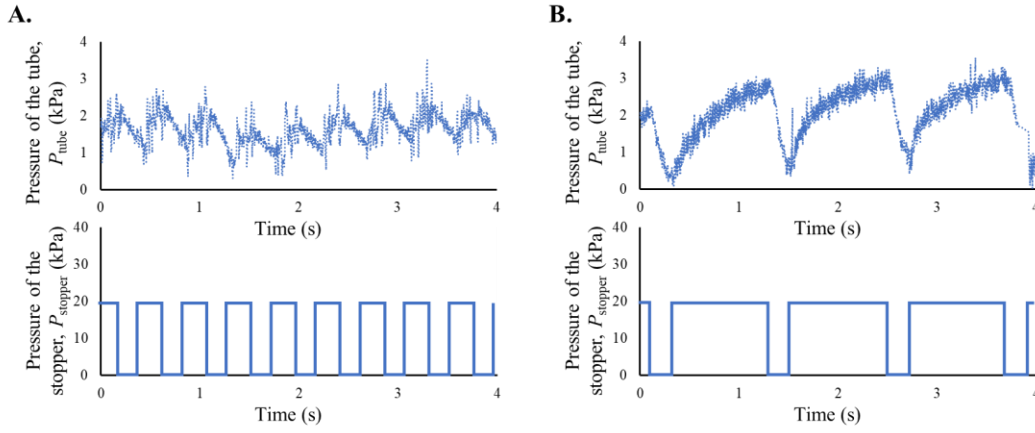 A.
Pressure of the tube,
P_tube (kPa)
4
3
2
1
0
0 1 2 3 4
Time (s)
Pressure of the
stopper, P_stopper (kPa)
40
30
20
10
0
0 1 2 3 4
Time (s)
B.
Pressure of the tube,
P_tube (kPa)
4
3
2
1
0
0 1 2 3 4
Time (s)
Pressure of the
stopper, P_stopper (kPa)
40
30
20
10
0
0 1 2 3 4
Time (s)